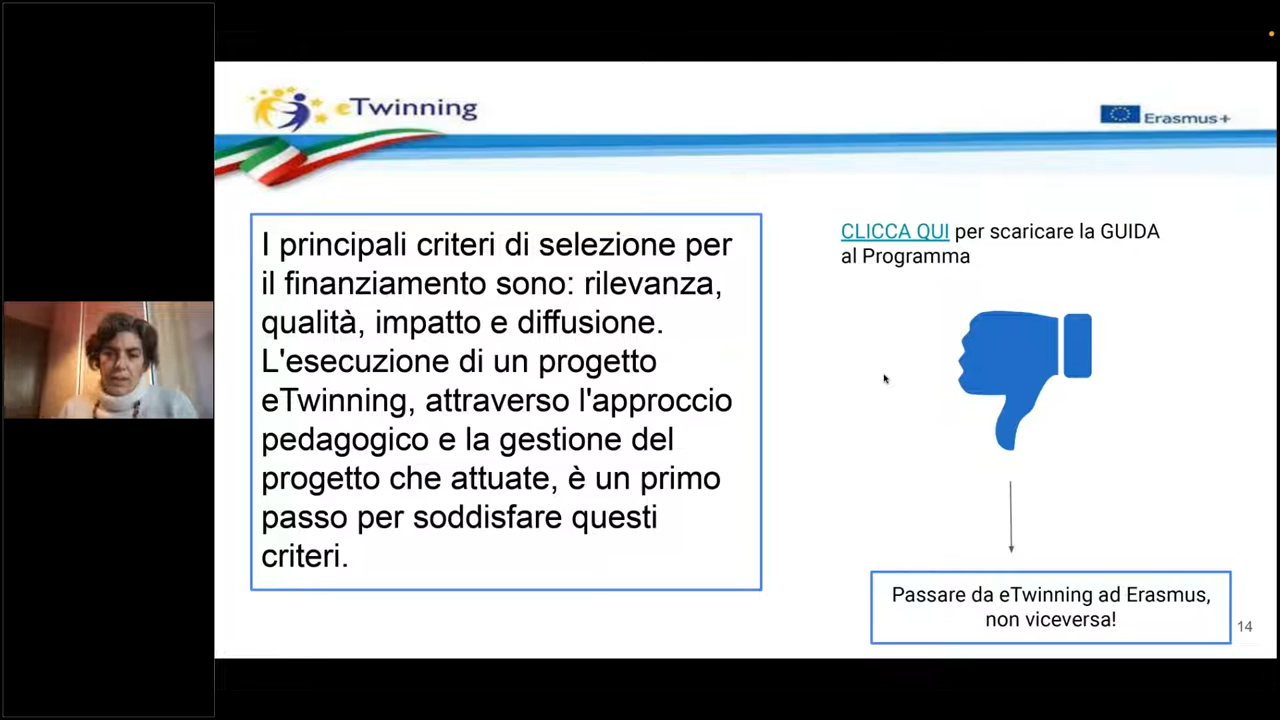 eTwinning
Erasmus+
I principali criteri di selezione per
il finanziamento sono: rilevanza,
qualità, impatto e diffusione.
L'esecuzione di un progetto
eTwinning, attraverso l'approccio
pedagogico e la gestione del
progetto che attuate, è un primo
passo per soddisfare questi
criteri.
CLICCA QUI per scaricare la GUIDA
al Programma
Passare da eTwinning ad Erasmus,
non viceversa!
14